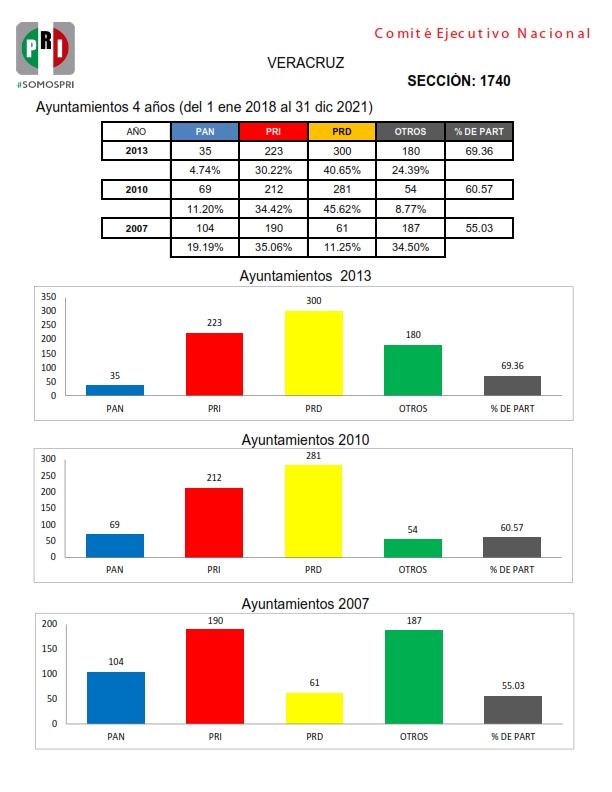 Comité Ejecutivo Nacional
PRI
#SOMOSPRI
VERACRUZ
SECCIÓN: 1740
Ayuntamientos 4 años (del 1 ene 2018 al 31 dic 2021)
AÑO PAN PRI PRD OTROS % DE PART
2013 35 223 300 180 69.36
4.74% 30.22% 40.65% 24.39%
2010 69 212 281 54 60.57
11.20% 34.42% 45.62% 8.77%
2007 104 190 61 187 55.03
19.19% 35.06% 11.25% 34.50%
Ayuntamientos 2013
350
300
250
200
150
100
50
0
35 223 300 180 69.36
PAN PRI PRD OTROS % DE PART
Ayuntamientos 2010
300
250
200
150
100
50
0
69 212 281 54 60.57
PAN PRI PRD OTROS % DE PART
Ayuntamientos 2007
200
150
100
50
0
104 190 61 187 55.03
PAN PRI PRD OTROS % DE PART